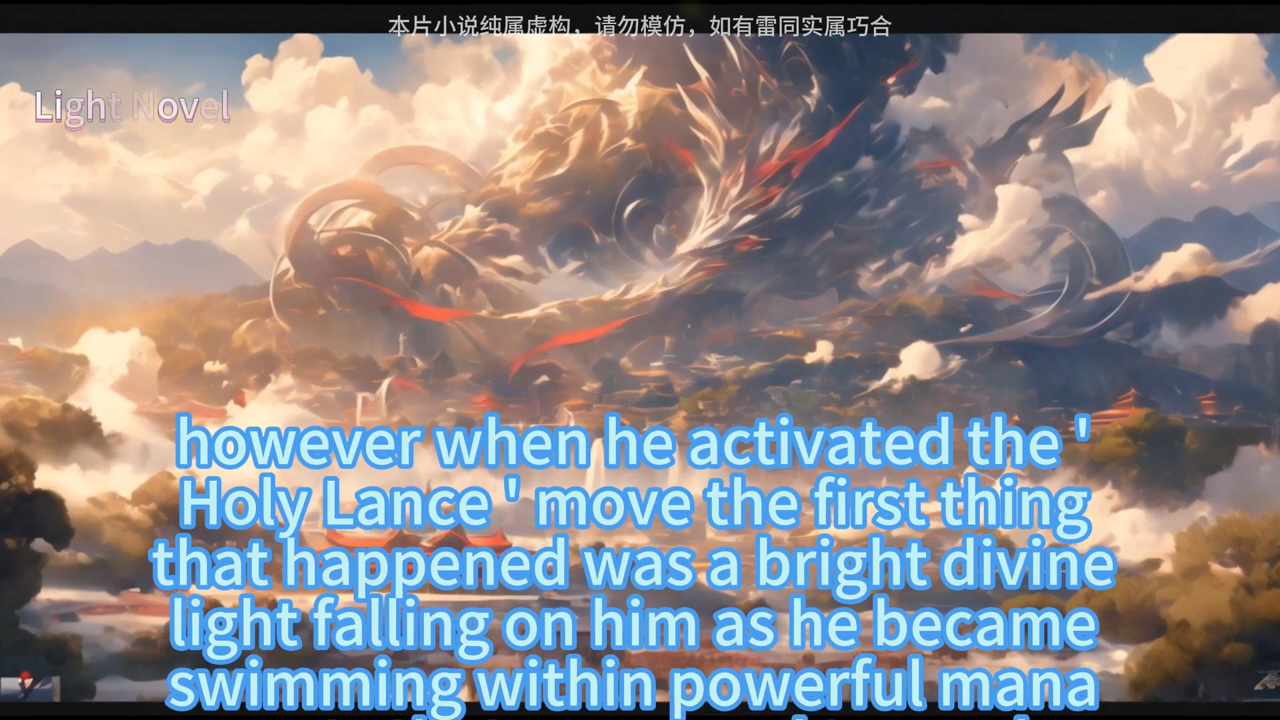 本片小说纯属虚构，请勿模仿，如有雷同实属巧合
Light Novel
however when he activated the '
Holy Lance ' move the first thing
that happened was a bright divine
light falling on him as he became
swimming within powerful mana